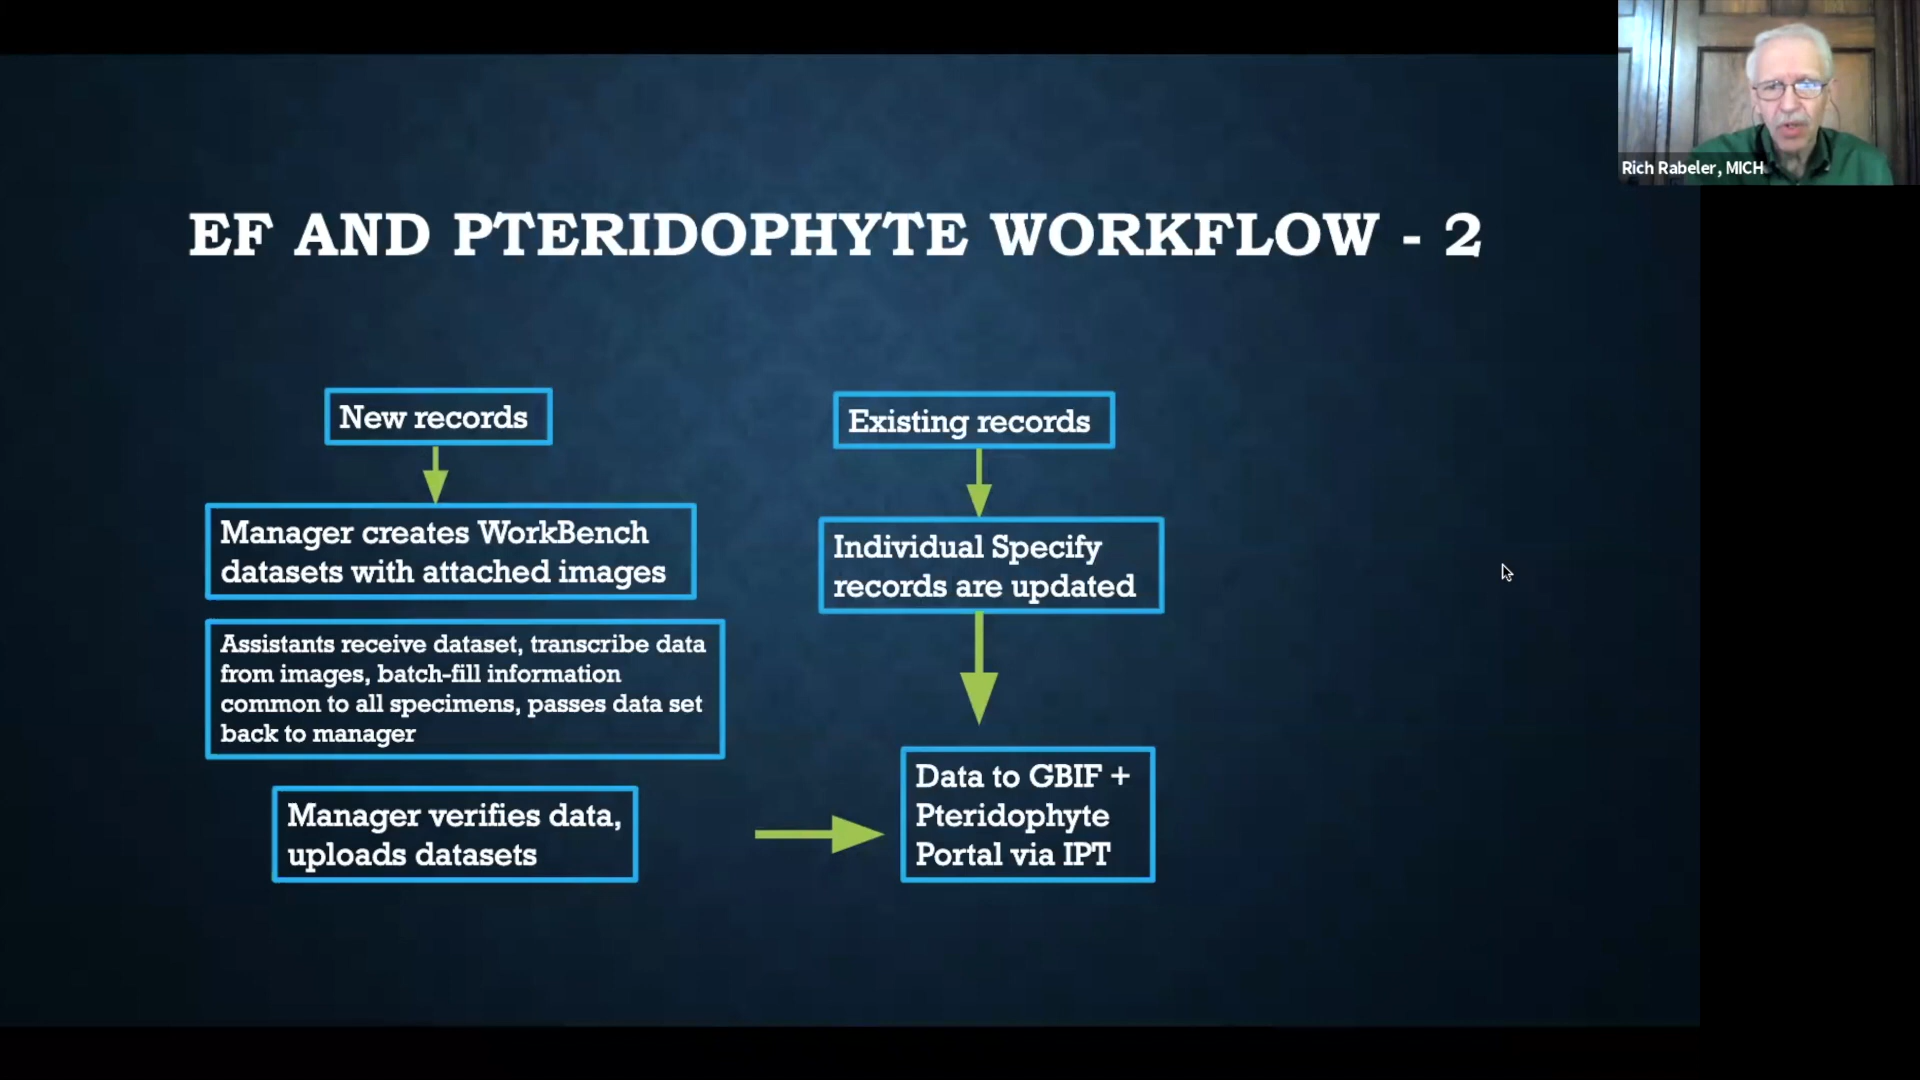 Rich Rabeler, MICH
EF AND PTERIDOPHYTE WORKFLOW - 2
New records
Manager creates WorkBench
datasets with attached images
Assistants receive dataset, transcribe data
from images, batch-fill information
common to all specimens, passes data set
back to manager
Manager verifies data,
uploads datasets
Existing records
Individual Specify
records are updated
Data to GBIF +
Pteridophyte
Portal via IPT